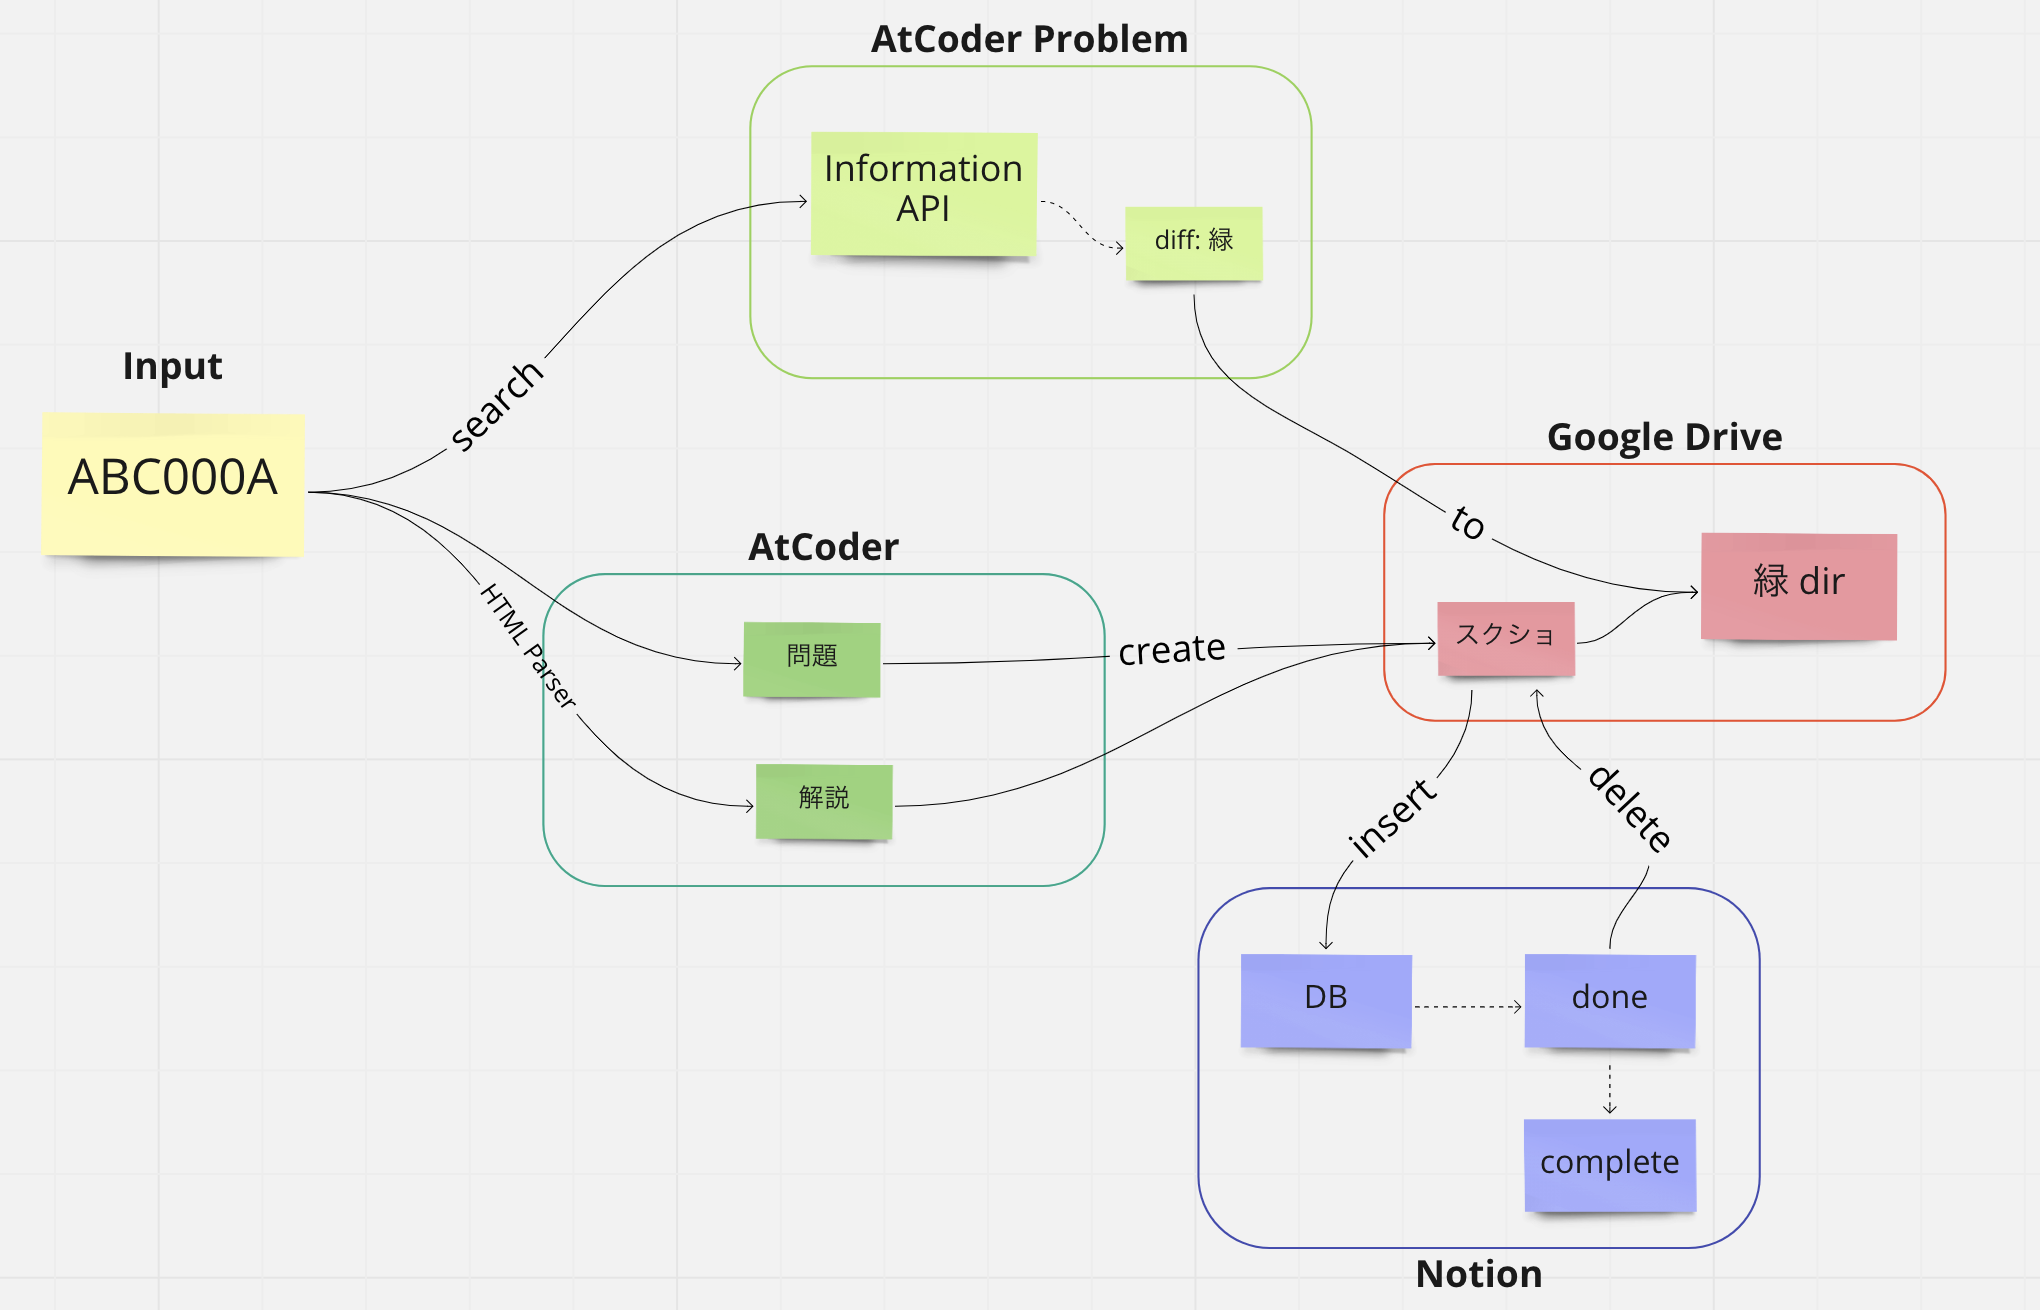 AtCoder Problem
Information
API
diff: 緑
Input
ABC000A
search
HTML Parser
AtCoder
問題
解説
create
Google Drive
to
緑 dir
スクショ
insert
delete
DB
done
complete
Notion